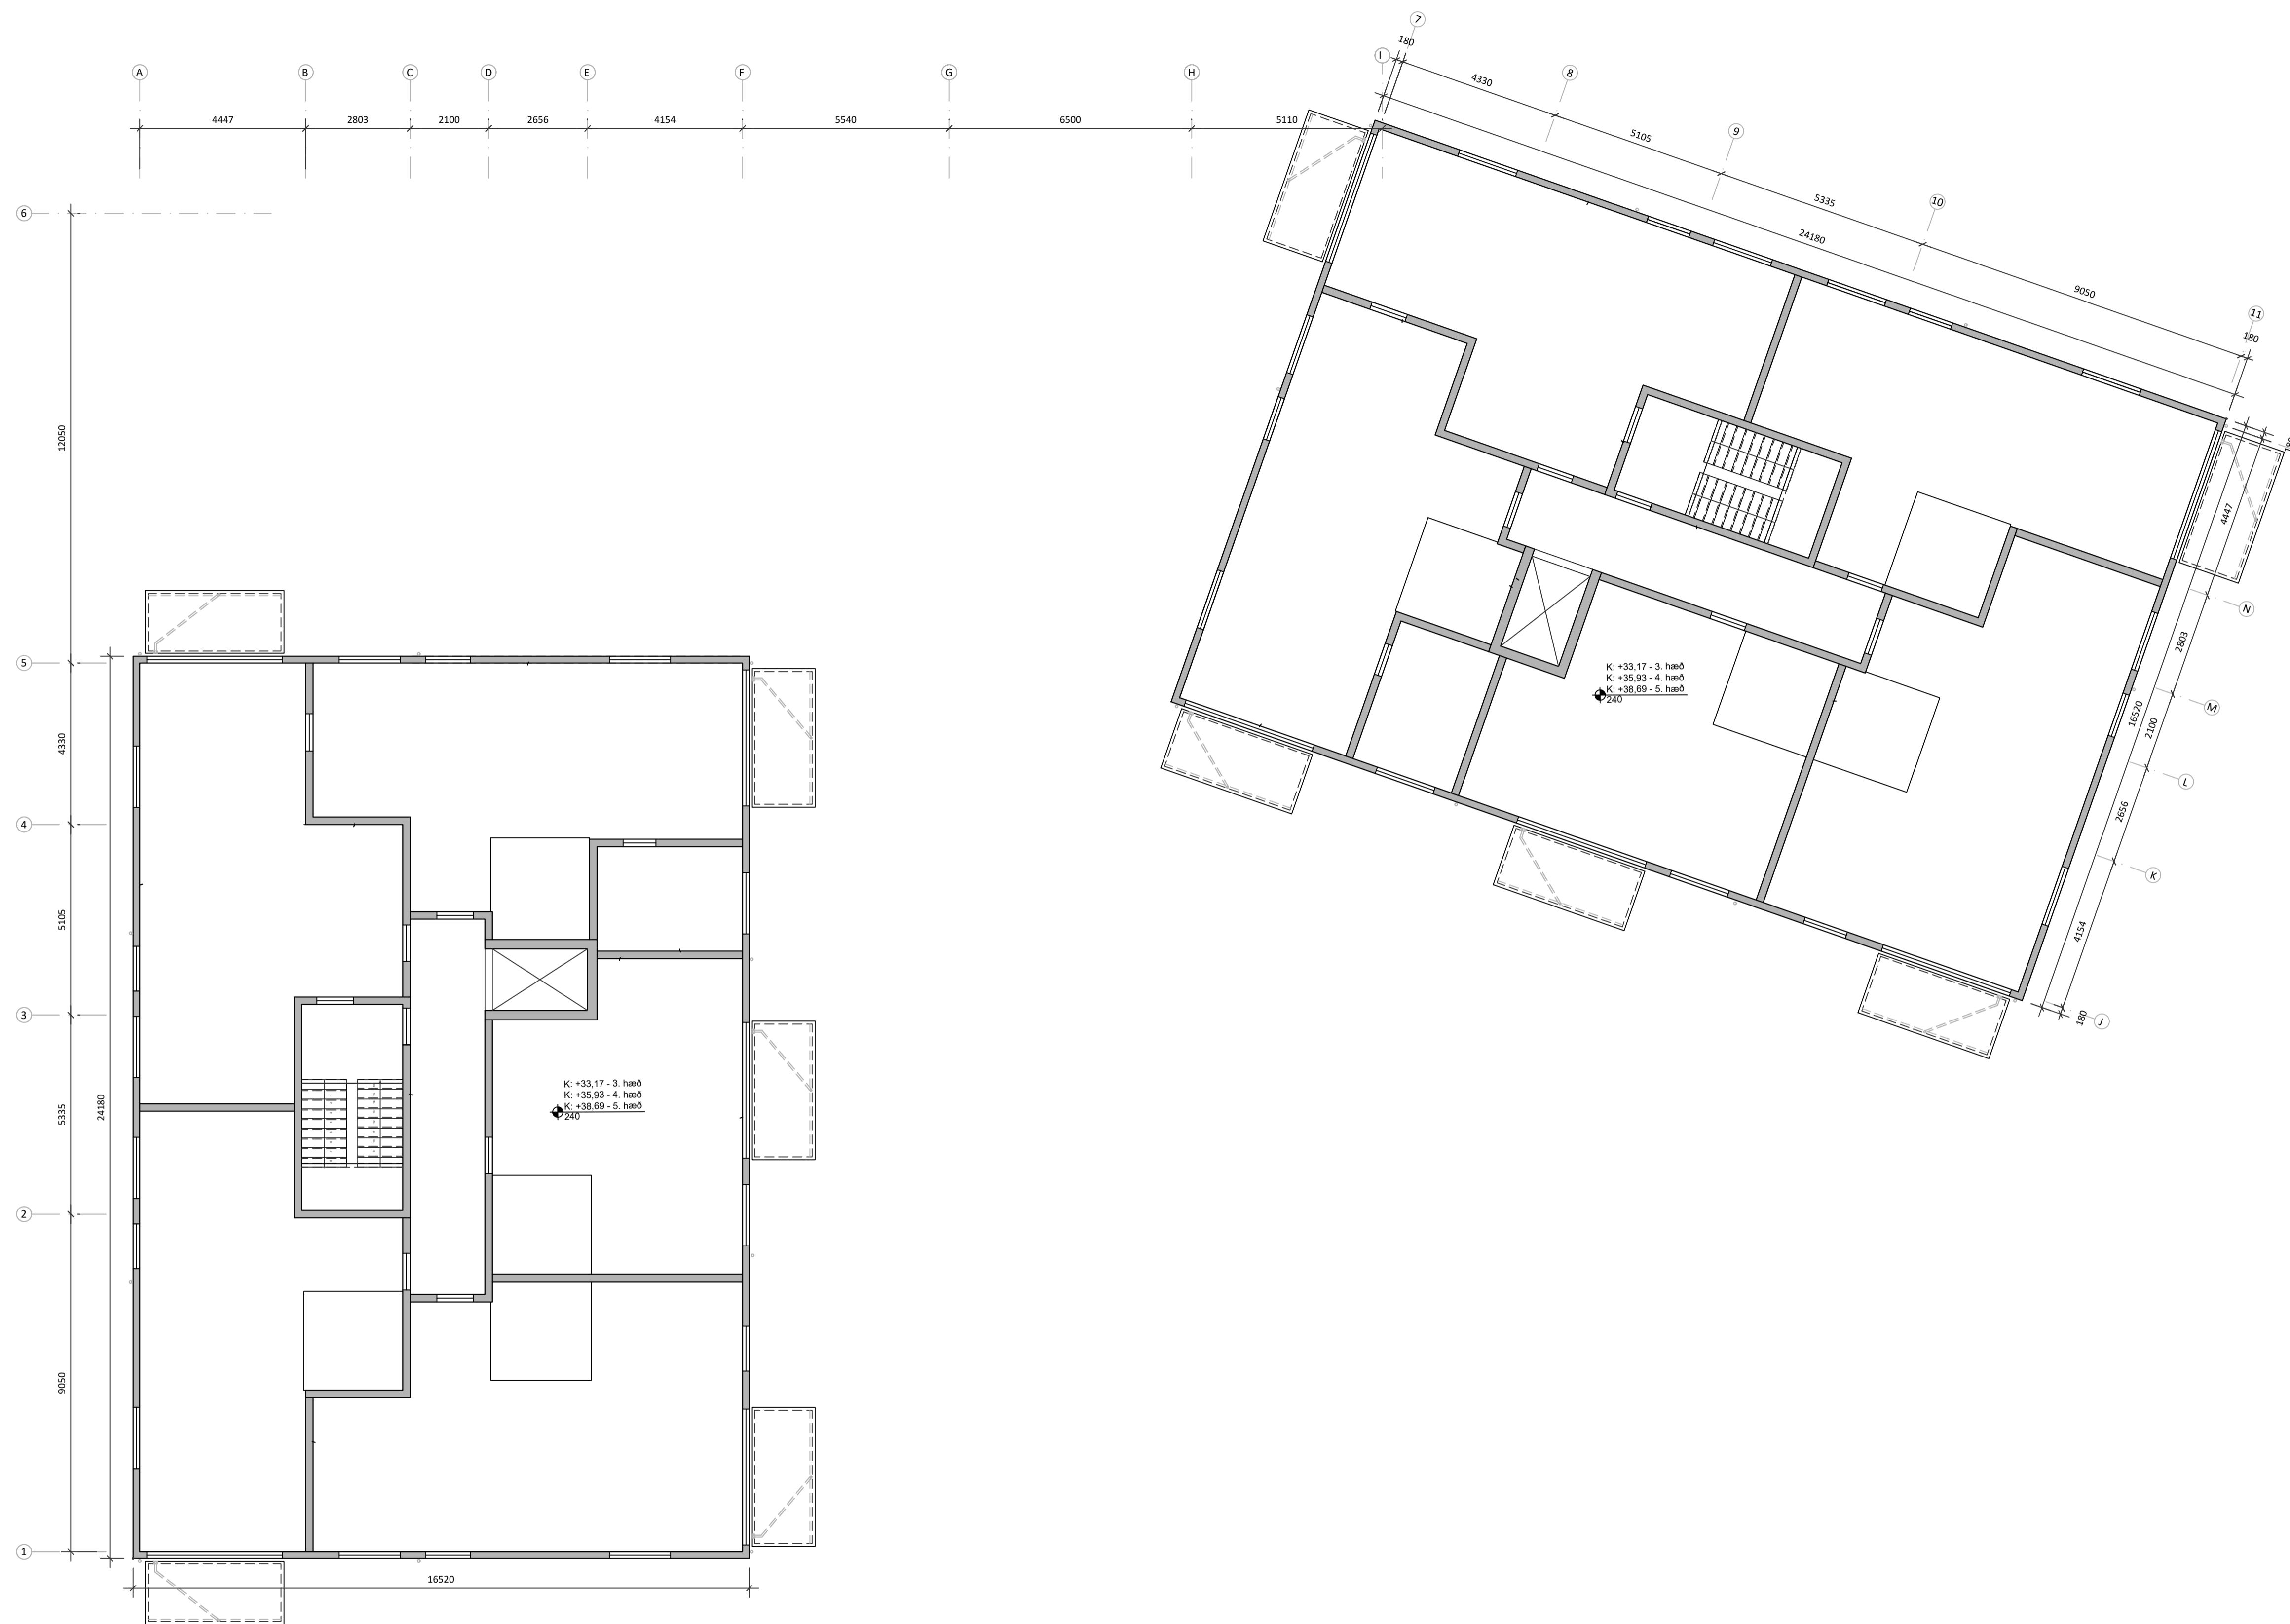 7
180
I
A
B
C
D
E
F
G
H
8
4330
4447
2803
2100
2656
4154
5540
6500
5110
9
5105
10
5335
6
24180
9050
11
180
12050
180
4447
N
2803
5
K: +33,17 - 3. hæð
K: +35,93 - 4. hæð
K: +38,69 - 5. hæð
240
M
16520
2100
4330
L
2656
4
K
5105
4154
3
180
J
K: +33,17 - 3. hæð
K: +35,93 - 4. hæð
K: +38,69 - 5. hæð
240
5335
24180
2
9050
1
16520